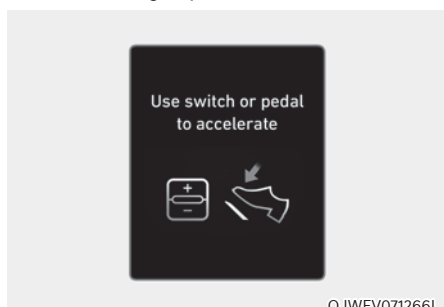 Use switch or pedal
to accelerate
+
−
OJWEV071266L